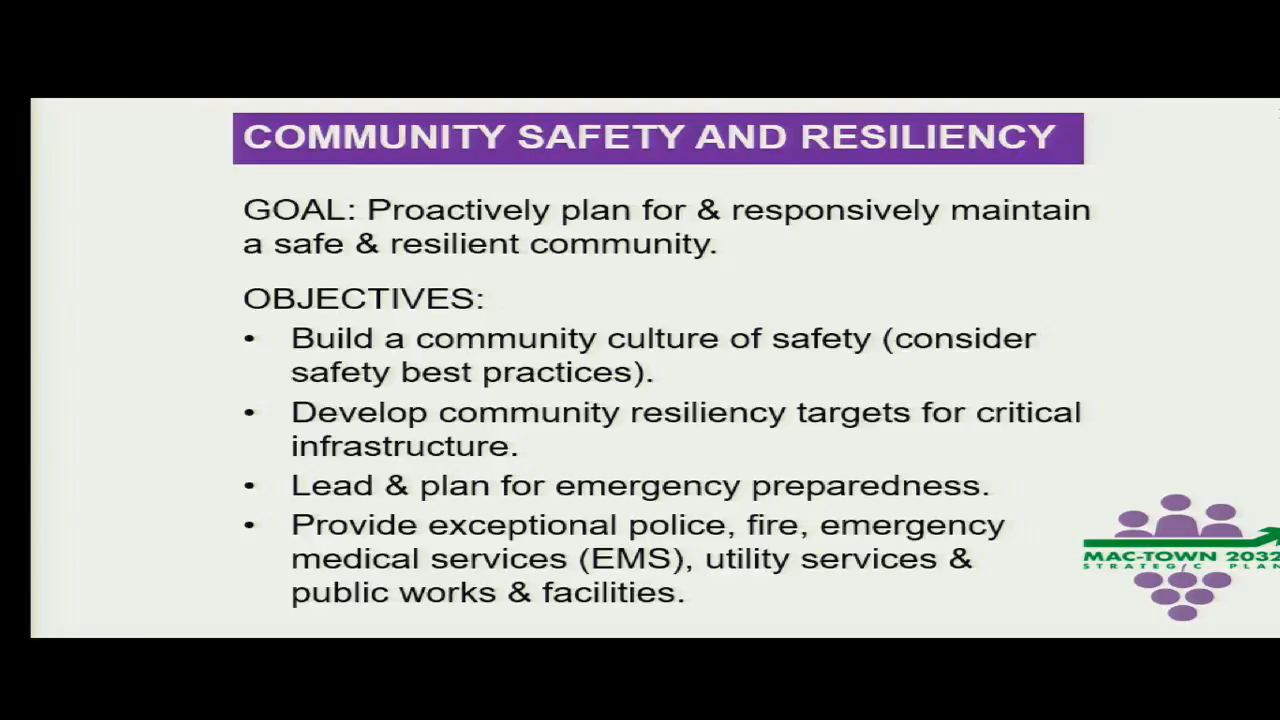 COMMUNITY SAFETY AND RESILIENCY
GOAL: Proactively plan for & responsively maintain
a safe & resilient community.
OBJECTIVES:
• Build a community culture of safety (consider
safety best practices).
• Develop community resiliency targets for critical
infrastructure.
• Lead & plan for emergency preparedness.
• Provide exceptional police, fire, emergency
medical services (EMS), utility services &
public works & facilities.
MAC-TOWN 2032
STRATEGIC PLAN